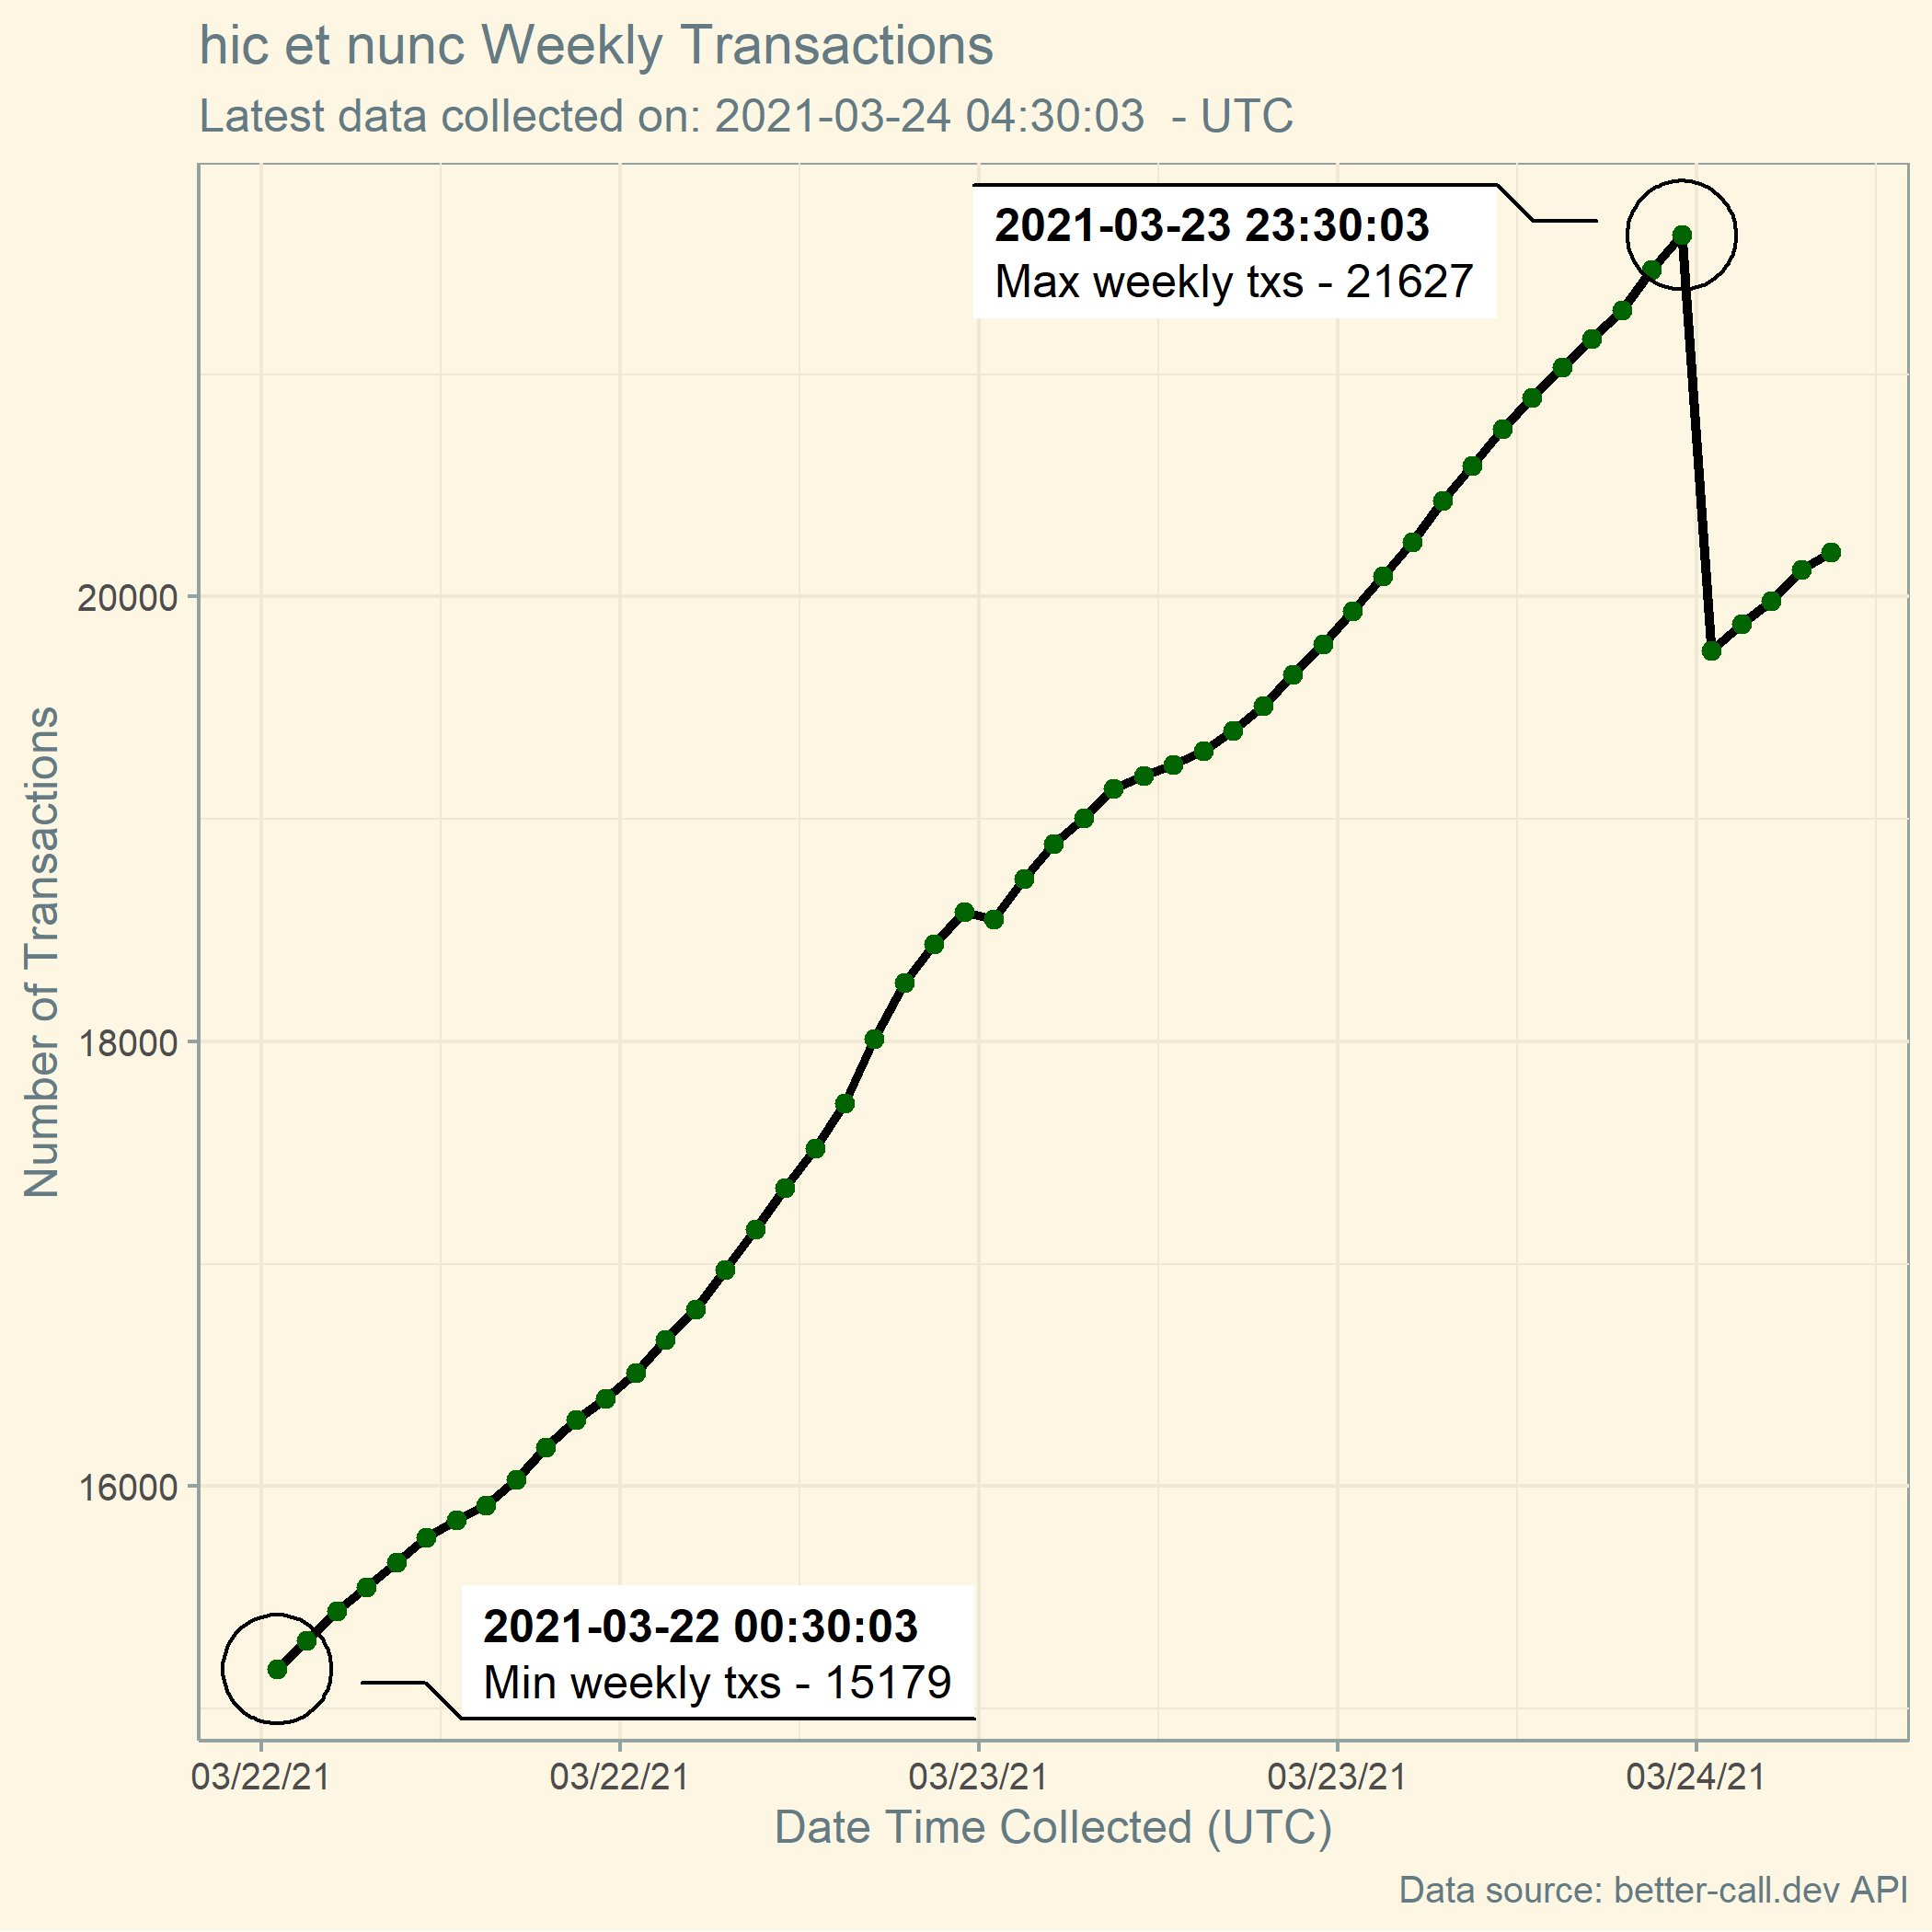 hic et nunc Weekly Transactions
Latest data collected on: 2021-03-24 04:30:03  - UTC
2021-03-23 23:30:03
Max weekly txs - 21627
20000
18000
16000
Number of Transactions
2021-03-22 00:30:03
Min weekly txs - 15179
03/22/21 03/22/21 03/23/21 03/23/21 03/24/21
Date Time Collected (UTC)
Data source: better-call.dev API